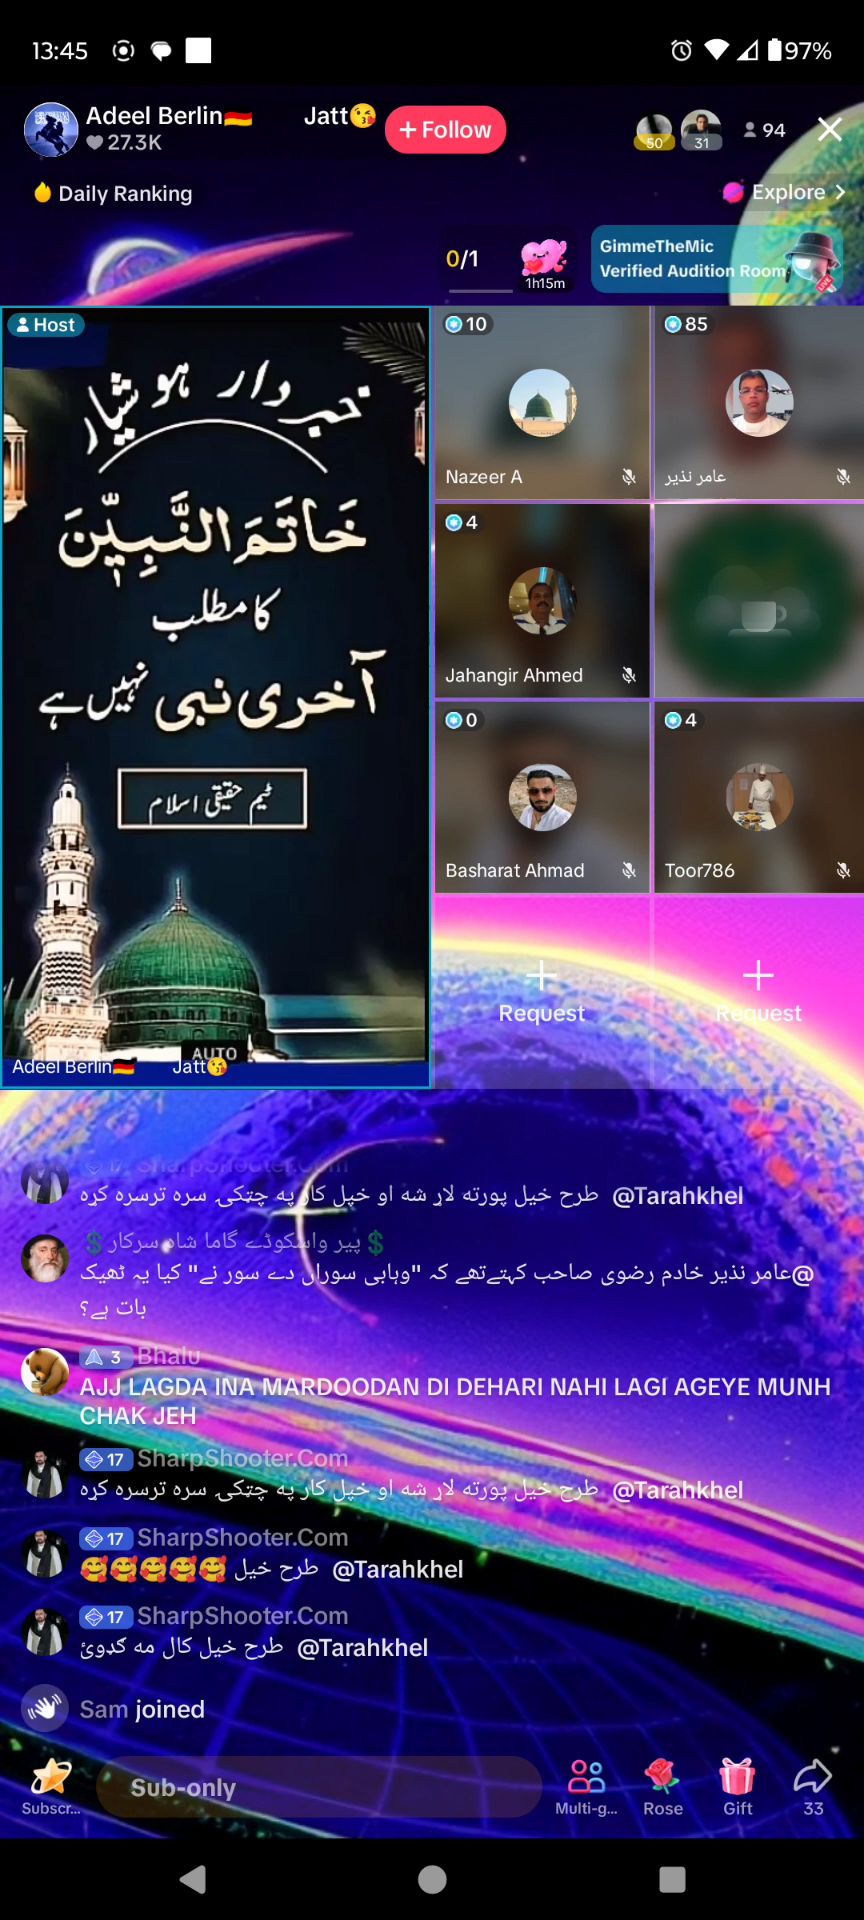 13:45
97%
Adeel Berlin🇩🇪 Jatt😘
27.3K
+ Follow
50
31
94
Daily Ranking
Explore
0/1
1h15m
GimmeTheMic
Verified Audition Room
LIVE
Host
خبردار ہوشیار
خَاتَمَ النَّبِیّٖنَ
کا مطلب
آخری نبی نہیں ہے
ٹیم حقیقی اسلام
AUTO
Adeel Berlin🇩🇪 Jatt😘
10
Nazeer A
85
عامر نذیر
4
Jahangir Ahmed
0
Basharat Ahmad
4
Toor786
Request
Request
17 SharpShooter.Com
@Tarahkhel طرح خیل پورته لاړ شه او خپل کار په چټکۍ سره ترسره کړه
💲پیر واسکوڈے گاما شاہ سرکار💲
@عامر نذیر خادم رضوی صاحب کہتےتھے کہ "وہابی سوراں دے سور نے" کیا یہ ٹھیک
بات ہے؟
3 Bhalu
AJJ LAGDA INA MARDOODAN DI DEHARI NAHI LAGI AGEYE MUNH
CHAK JEH
17 SharpShooter.Com
@Tarahkhel طرح خیل پورته لاړ شه او خپل کار په چټکۍ سره ترسره کړه
17 SharpShooter.Com
@Tarahkhel طرح خیل 🥰🥰🥰🥰🥰
17 SharpShooter.Com
@Tarahkhel طرح خیل کال مه ګډوئ
Sam joined
Subscr...
Sub-only
Multi-g...
Rose
Gift
33